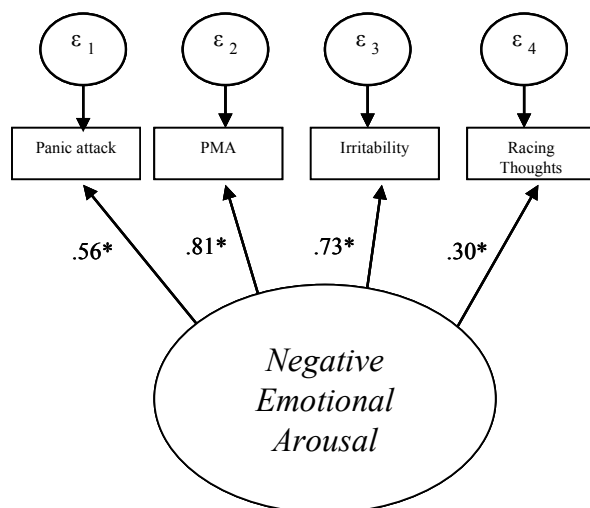 ε 1
ε 2
ε 3
ε 4
Panic attack
PMA
Irritability
Racing
Thoughts
.56*
.81*
.73*
.30*
Negative
Emotional
Arousal